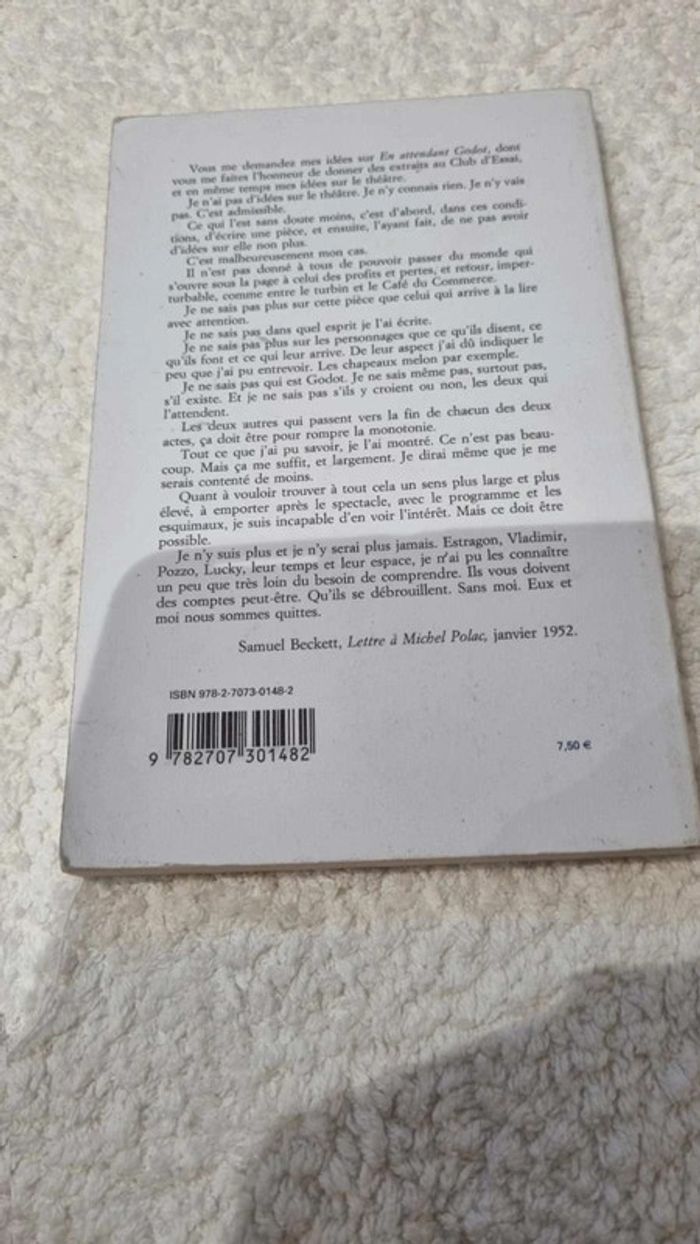 Vous me demandez mes idées sur En attendant Godot, dont
vous me faites l'honneur de donner des extraits au Club d'Essai,
et en même temps mes idées sur le théâtre.
Je n'ai pas d'idées sur le théâtre. Je n'y connais rien. Je n'y vais
pas. C'est admissible.
Ce qui l'est sans doute moins, c'est d'abord, dans ces condi-
tions, d'écrire une pièce, et ensuite, l'ayant fait, de ne pas avoir
d'idées sur elle non plus.
C'est malheureusement mon cas.
Il n'est pas donné à tous de pouvoir passer du monde qui
s'ouvre sous la page à celui des profits et pertes, et retour, imper-
turbable, comme entre le turbin et le Café du Commerce.
Je ne sais pas plus sur cette pièce que celui qui arrive à la lire
avec attention.
Je ne sais pas dans quel esprit je l'ai écrite.
Je ne sais pas plus sur les personnages que ce qu'ils disent, ce
qu'ils font et ce qui leur arrive. De leur aspect j'ai dû indiquer le
peu que j'ai pu entrevoir. Les chapeaux melon par exemple.
Je ne sais pas qui est Godot. Je ne sais même pas, surtout pas,
s'il existe. Et je ne sais pas s'ils y croient ou non, les deux qui
l'attendent.
Les deux autres qui passent vers la fin de chacun des deux
actes, ça doit être pour rompre la monotonie.
Tout ce que j'ai pu savoir, je l'ai montré. Ce n'est pas beau-
coup. Mais ça me suffit, et largement. Je dirai même que je me
serais contenté de moins.
Quant à vouloir trouver à tout cela un sens plus large et plus
élevé, à emporter après le spectacle, avec le programme et les
esquimaux, je suis incapable d'en voir l'intérêt. Mais ce doit être
possible.
Je n'y suis plus et je n'y serai plus jamais. Estragon, Vladimir,
Pozzo, Lucky, leur temps et leur espace, je n'ai pu les connaître
un peu que très loin du besoin de comprendre. Ils vous doivent
des comptes peut-être. Qu'ils se débrouillent. Sans moi. Eux et
moi nous sommes quittes.
Samuel Beckett, Lettre à Michel Polac, janvier 1952.
ISBN 978-2-7073-0148-2
9 782707 301482
7,50 €